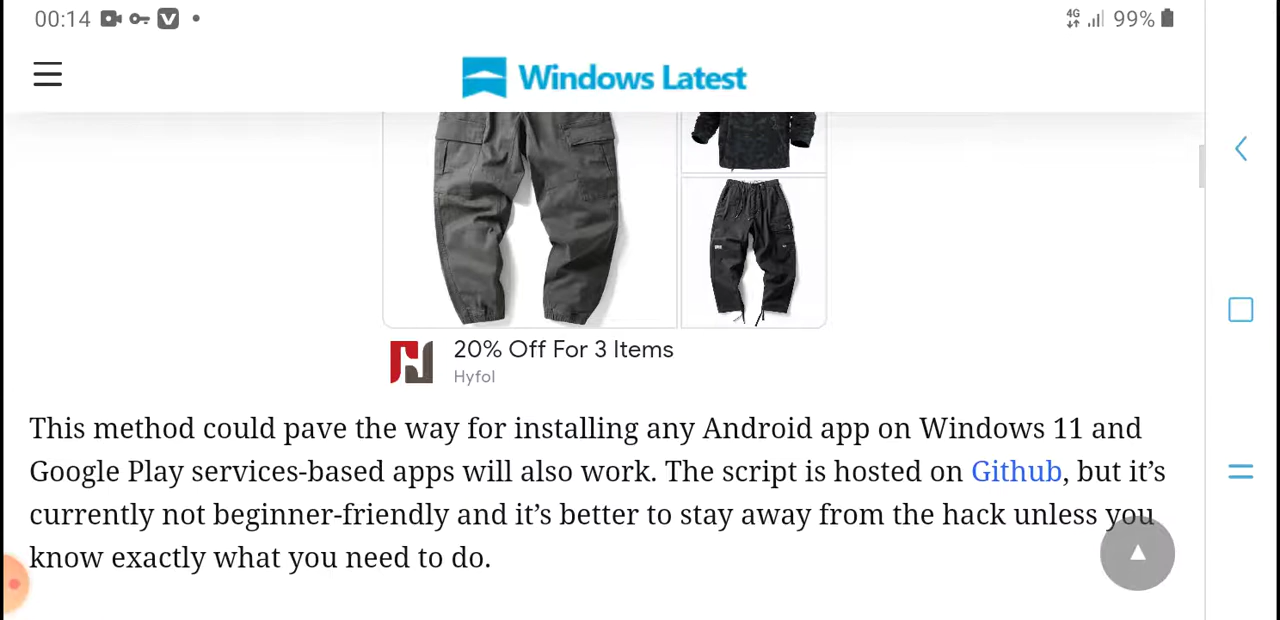 00:14 V 4G 99%
Windows Latest
20% Off For 3 Items
Hyfol
This method could pave the way for installing any Android app on Windows 11 and
Google Play services-based apps will also work. The script is hosted on Github, but it’s
currently not beginner-friendly and it’s better to stay away from the hack unless you
know exactly what you need to do.